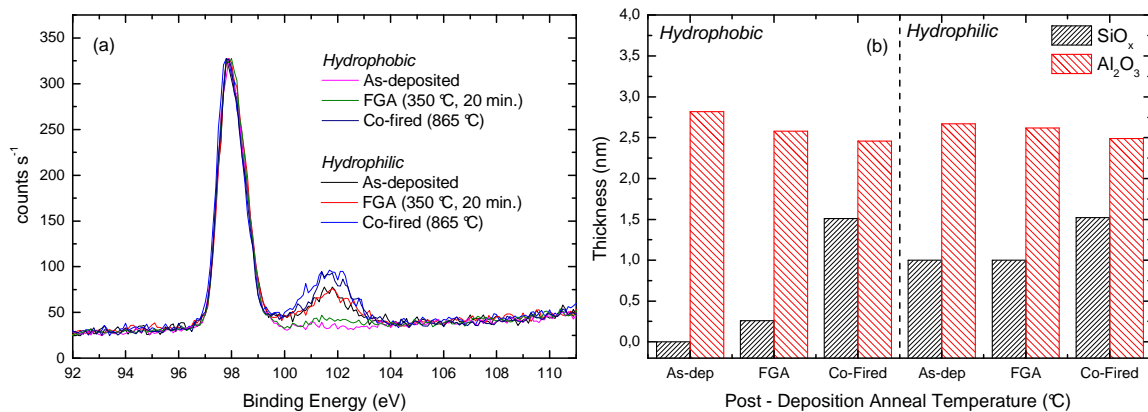 (a)
Hydrophobic
As-deposited
FGA (350 °C, 20 min.)
Co-fired (865 °C)
Hydrophilic
As-deposited
FGA (350 °C, 20 min.)
Co-fired (865 °C)
350
300
250
200
150
100
50
0
counts s⁻¹
92 94 96 98 100 102 104 106 108 110
Binding Energy (eV)
Hydrophobic (b) Hydrophilic
SiOₓ
Al₂O₃
4,0
3,5
3,0
2,5
2,0
1,5
1,0
0,5
0,0
Thickness (nm)
As-dep FGA Co-Fired As-dep FGA Co-Fired
Post - Deposition Anneal Temperature (°C)